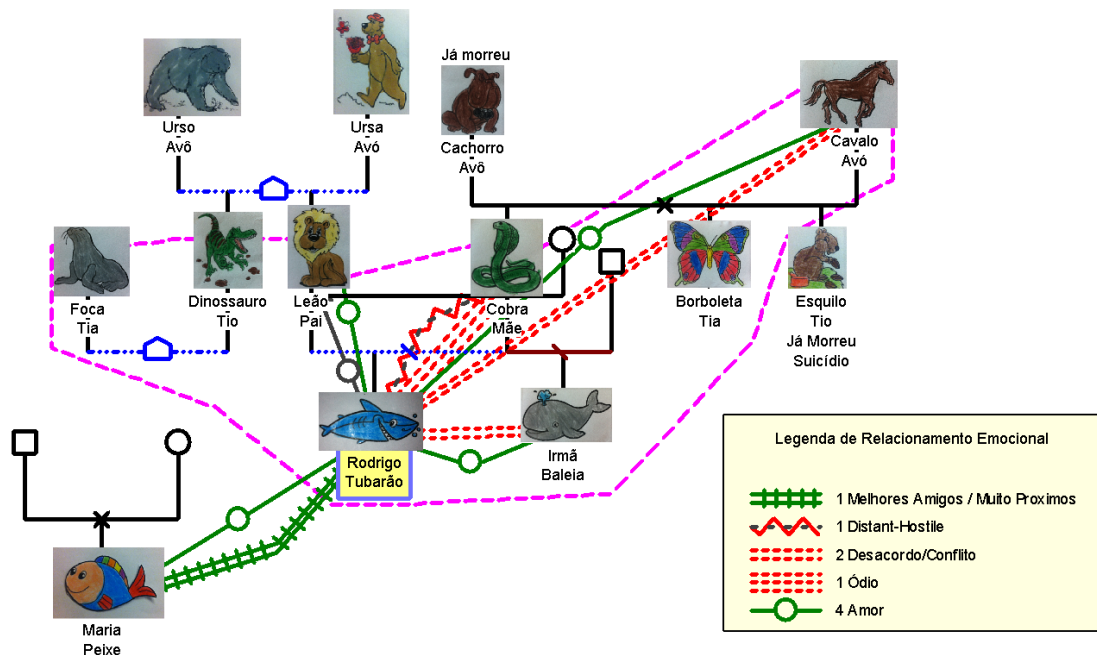 Já morreu
Urso
Avô
Ursa
Avó
Cachorro
Avô
Cavalo
Avó
Foca
Tia
Dinossauro
Tio
Leão
Pai
Cobra
Mãe
Borboleta
Tia
Esquilo
Tio
Já Morreu
Suicídio
Rodrigo
Tubarão
Irmã
Baleia
Maria
Peixe
Legenda de Relacionamento Emocional
1 Melhores Amigos / Muito Proximos
1 Distant-Hostile
2 Desacordo/Conflito
1 Ódio
4 Amor